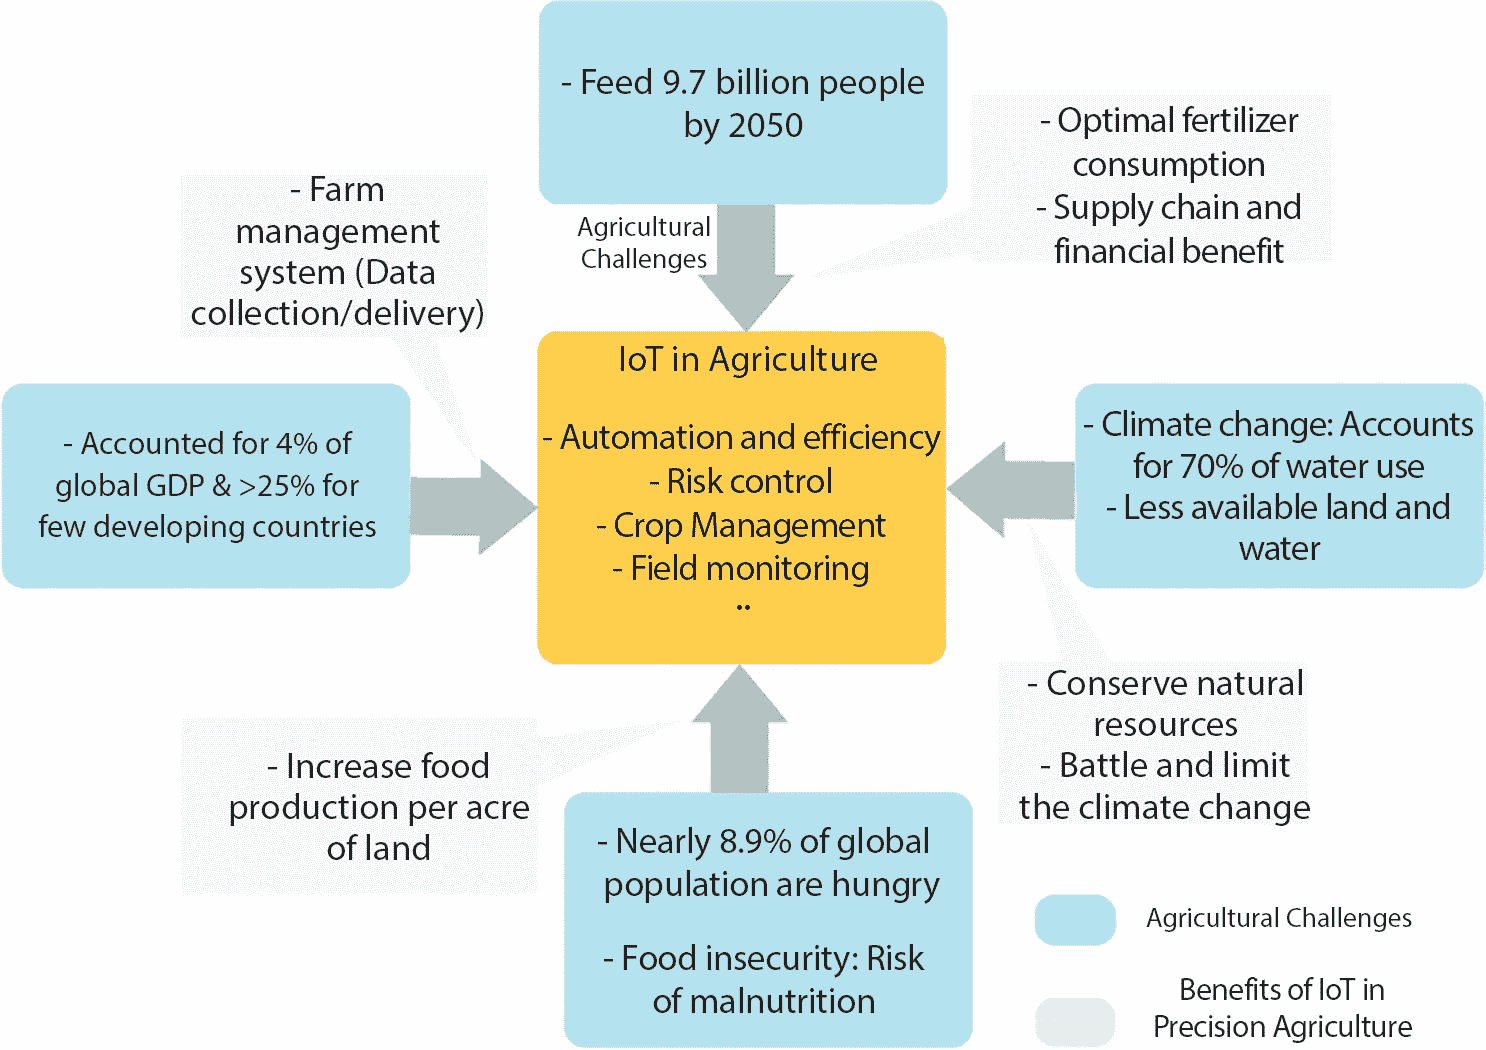 - Feed 9.7 billion people
by 2050
- Optimal fertilizer
consumption
- Supply chain and
financial benefit
- Farm
management
system (Data
collection/delivery)
Agricultural
Challenges
IoT in Agriculture
- Automation and efficiency
- Risk control
- Crop Management
- Field monitoring
..
- Accounted for 4% of
global GDP & >25% for
few developing countries
- Climate change: Accounts
for 70% of water use
- Less available land and
water
- Conserve natural
resources
- Battle and limit
the climate change
- Increase food
production per acre
of land
- Nearly 8.9% of global
population are hungry
- Food insecurity: Risk
of malnutrition
Agricultural Challenges
Benefits of IoT in
Precision Agriculture